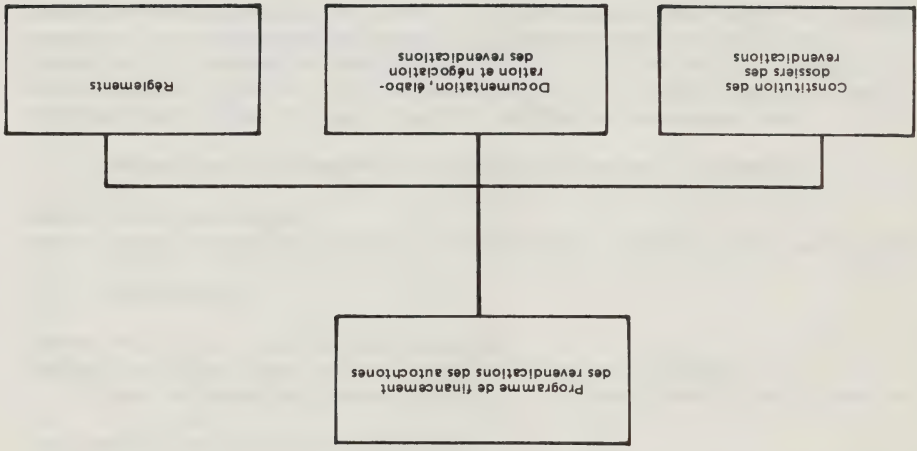 Programme de financement
des revendications des autochtones
Constitution des
dossiers des
revendications
Documentation, élabo-
ration et négociation
des revendications
Règlements